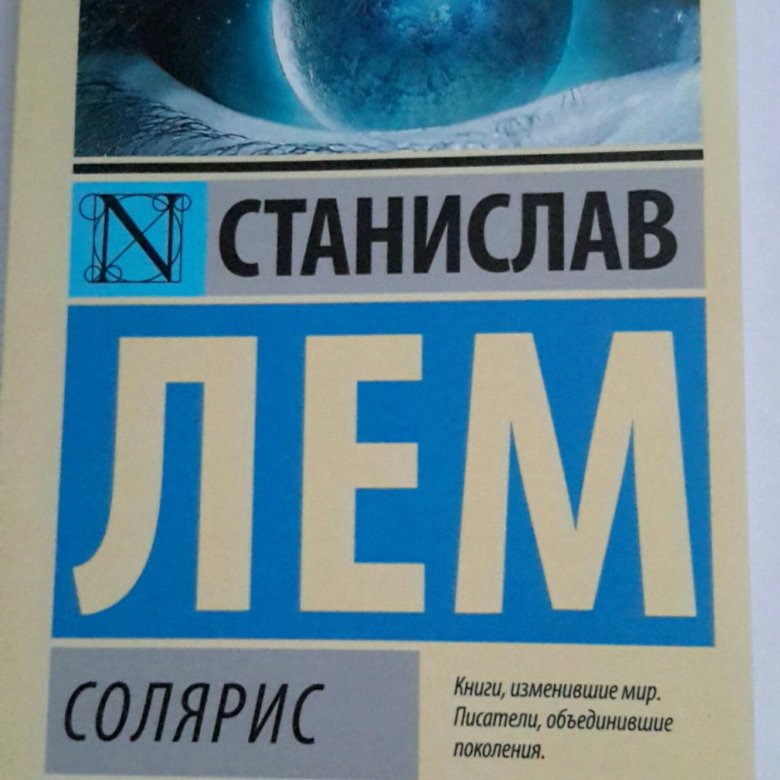 N СТАНИСЛАВ
ЛЕМ
СОЛЯРИС
Книги, изменившие мир.
Писатели, объединившие
поколения.